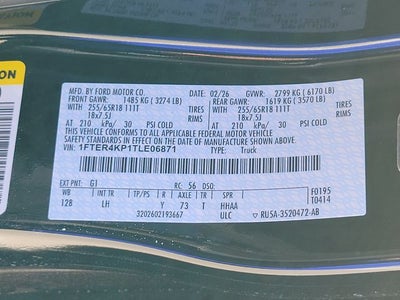 MFD. BY FORD MOTOR CO. 02/26 GVWR: 2799 KG ( 6170 LB)
FRONT GAWR: 1485 KG ( 3274 LB) REAR GAWR: 1619 KG ( 3570 LB)
255/65R18 111T TIRES 255/65R18 111T TIRES
18x7.5J RIMS 18x7.5J RIMS
AT 210 kPa/ 30 PSI COLD AT 210 kPa/ 30 PSI COLD
THIS VEHICLE CONFORMS TO ALL APPLICABLE FEDERAL MOTOR
VEHICLE SAFETY STANDARDS IN EFFECT ON THE DATE OF
MANUFACTURE SHOWN ABOVE.
VIN: 1FTER4KP1TLE06871
TYPE: Truck
EXT PNT: G1 RC: 56 DSO:
WB INT TR TP/PS R AXLE TR SPR F0195
128 LH Y 73 T HHAA T0414
3202602193667 ULC RU5A-3520472-AB